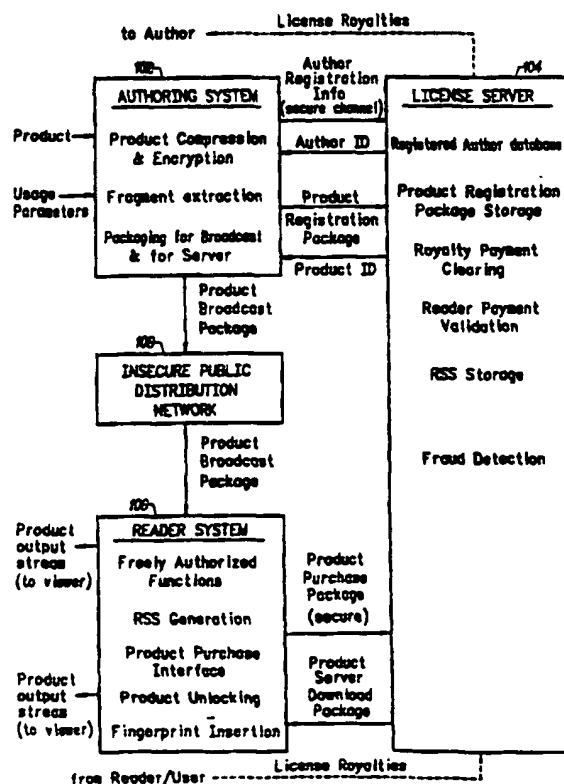 License Royalties
to Author
102
AUTHORING SYSTEM
Product Compression
& Encryption
Fragment extraction
Packaging for Broadcast
& for Server
Product
Usage
Parameters
Author
Registration
Info
(secure channel)
Author ID
Product
Registration
Package
Product ID
104
LICENSE SERVER
Registered Author database
Product Registration
Package Storage
Royalty Payment
Clearing
Reader Payment
Validation
RSS Storage
Fraud Detection
Product
Broadcast
Package
108
INSECURE PUBLIC
DISTRIBUTION
NETWORK
Product
Broadcast
Package
106
READER SYSTEM
Freely Authorized
Functions
RSS Generation
Product Purchase
Interface
Product Unlocking
Fingerprint Insertion
Product
output
stream
(to viewer)
Product
output
stream
(to viewer)
Product
Purchase
Package
(secure)
Product
Server
Download
Package
License Royalties
from Reader/User